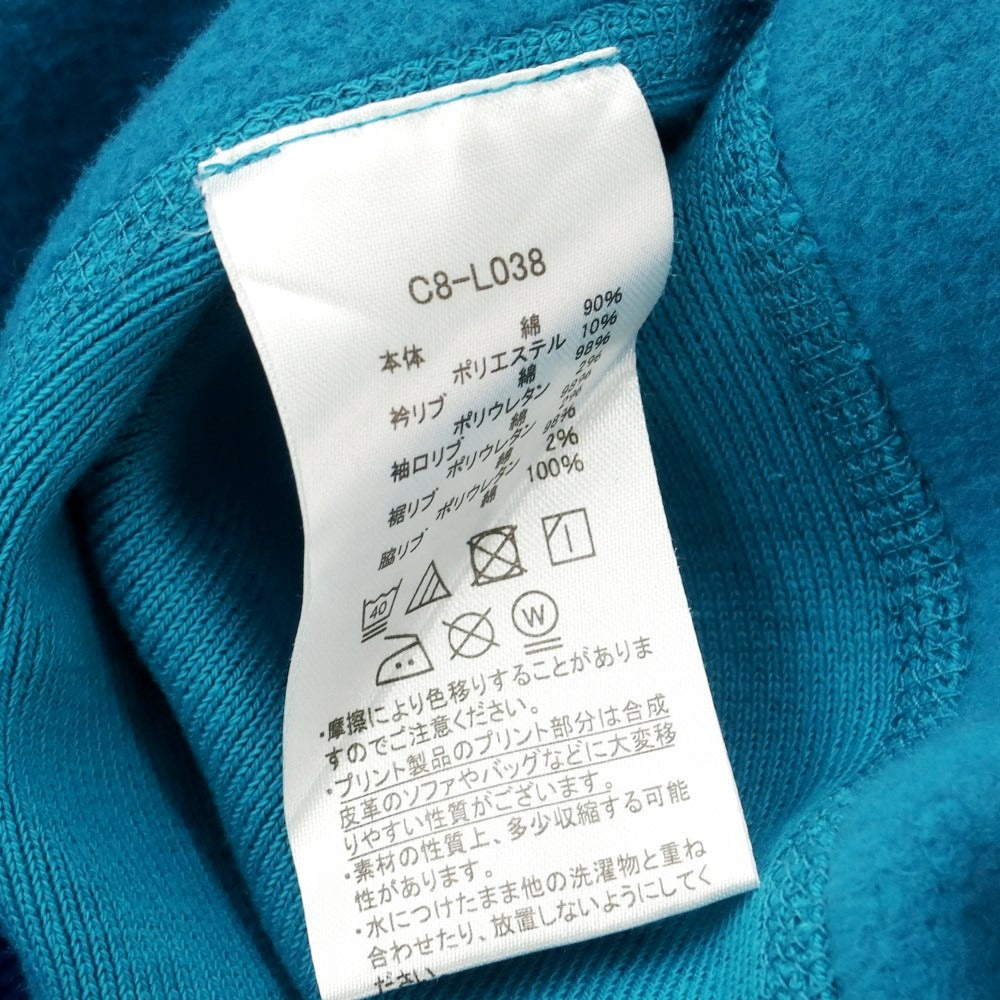 C8-L038
本体 綿 90%
ポリエステル 10%
衿リブ 綿 98%
ポリウレタン 2%
袖口リブ 綿 98%
ポリウレタン 2%
裾リブ 綿 98%
ポリウレタン 2%
脇リブ 綿 100%
40
W
・摩擦により色移りすることがありま
すのでご注意ください。
・プリント製品のプリント部分は合成
皮革のソファやバッグなどに大変移
りやすい性質がございます。
・素材の性質上、多少収縮する可能
性があります。
・水につけたまま他の洗濯物と重ね
合わせたり、放置しないようにしてく
ださい